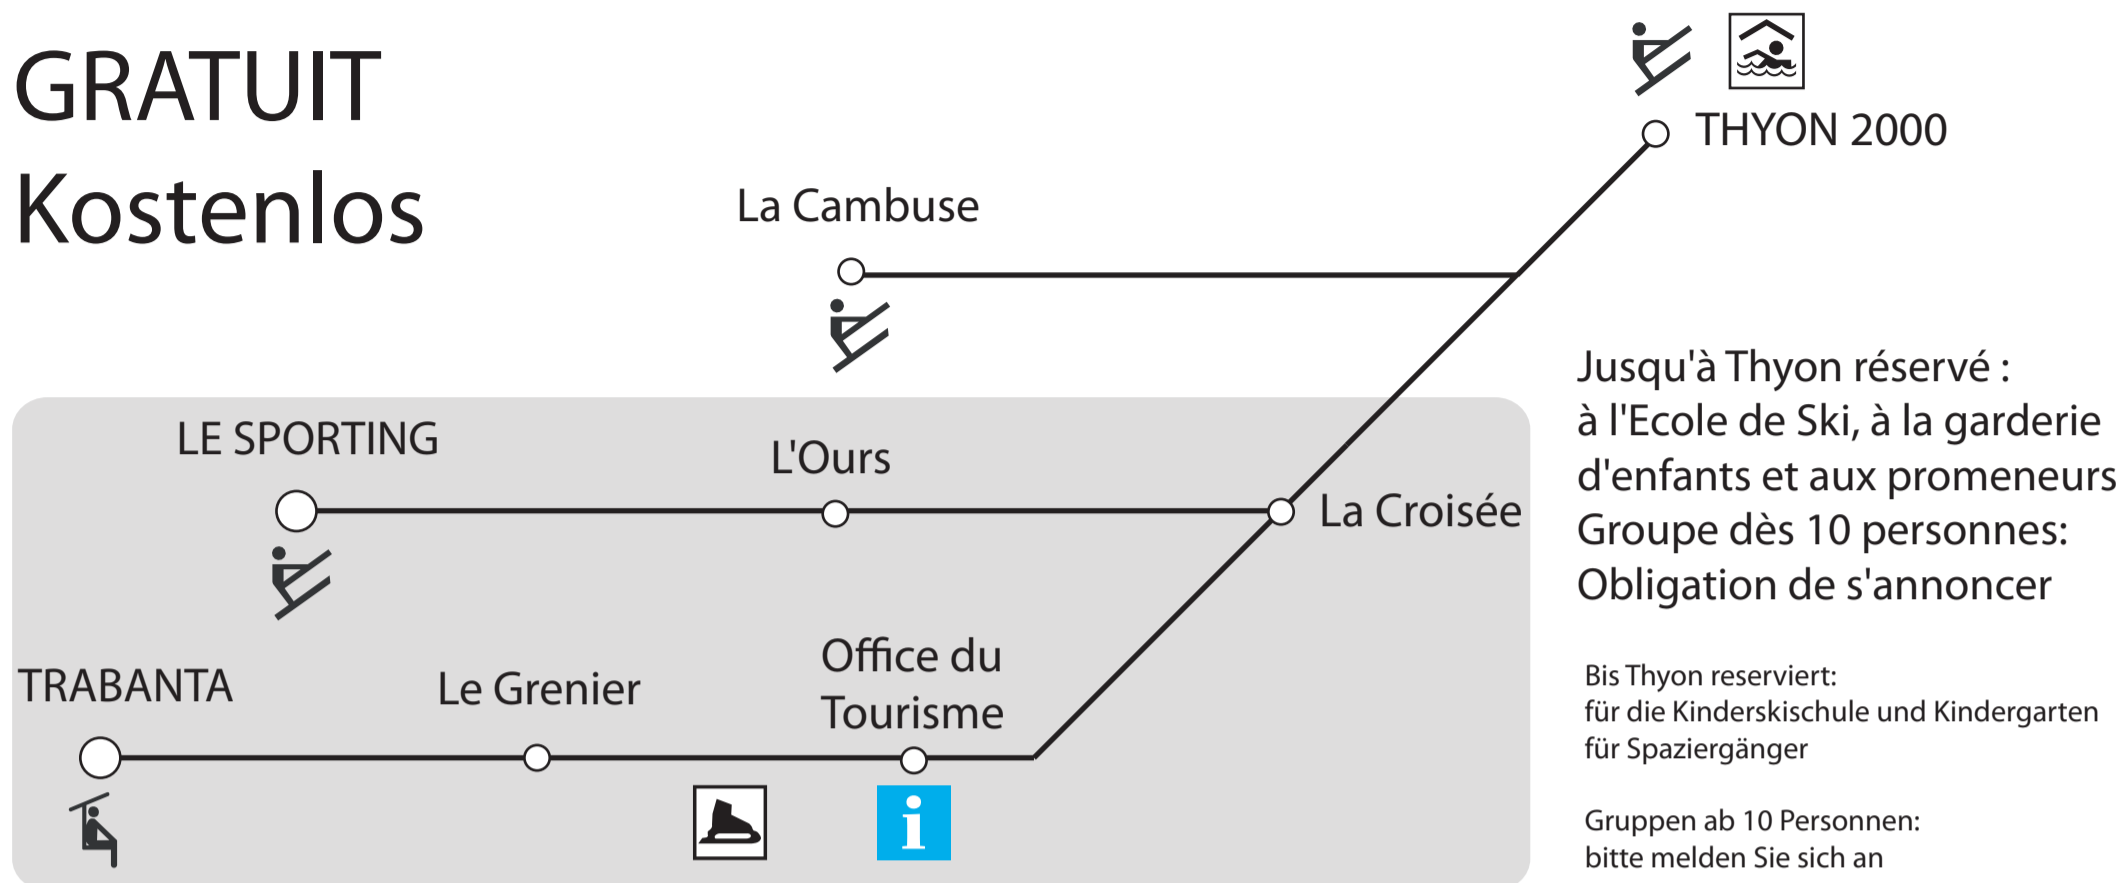 GRATUIT
Kostenlos
THYON 2000
La Cambuse
LE SPORTING
L'Ours
La Croisée
TRABANTA
Le Grenier
Office du
Tourisme
i
Jusqu'à Thyon réservé :
à l'Ecole de Ski, à la garderie
d'enfants et aux promeneurs
Groupe dès 10 personnes:
Obligation de s'annoncer
Bis Thyon reserviert:
für die Kinderskischule und Kindergarten
für Spaziergänger
Gruppen ab 10 Personnen:
bitte melden Sie sich an